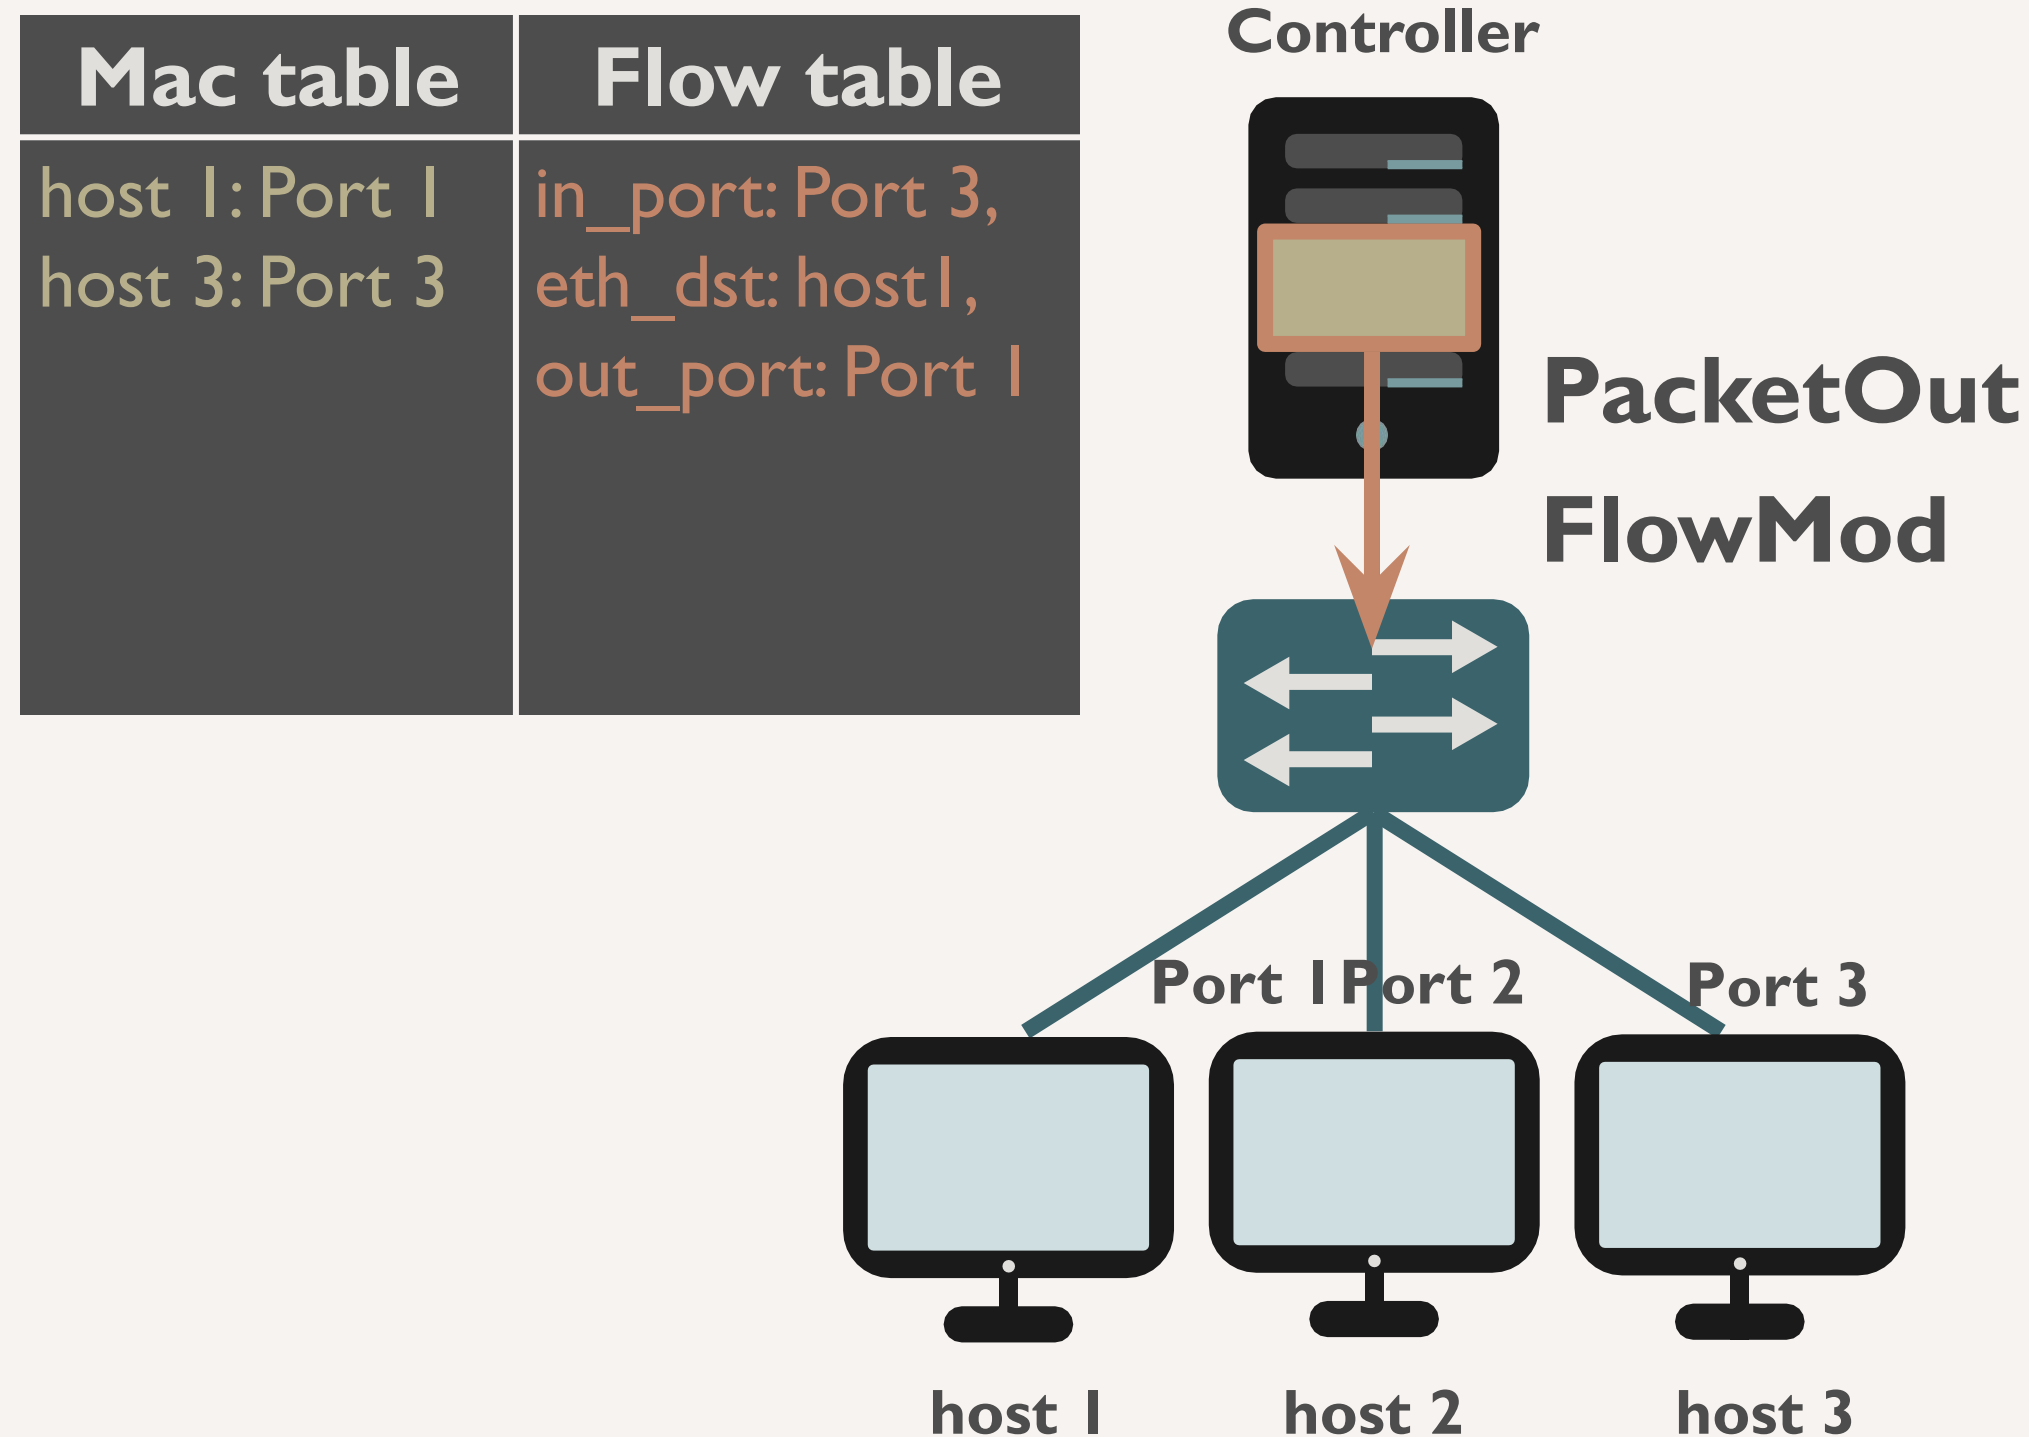 Controller
Mac table
Flow table
host 1: Port 1
host 3: Port 3
in_port: Port 3,
eth_dst: host1,
out_port: Port 1
PacketOut
FlowMod
Port 1
Port 2
Port 3
host 1
host 2
host 3